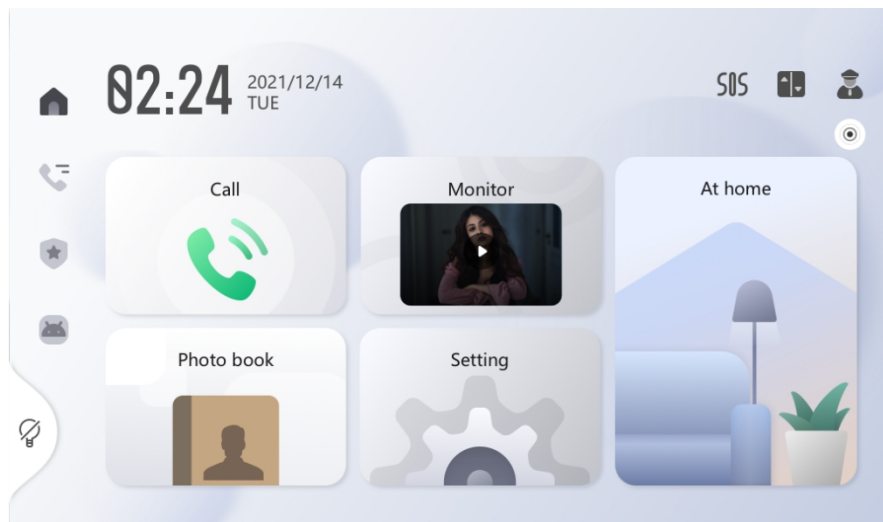 02:24
2021/12/14
TUE
SOS
Call
Monitor
At home
Photo book
Setting